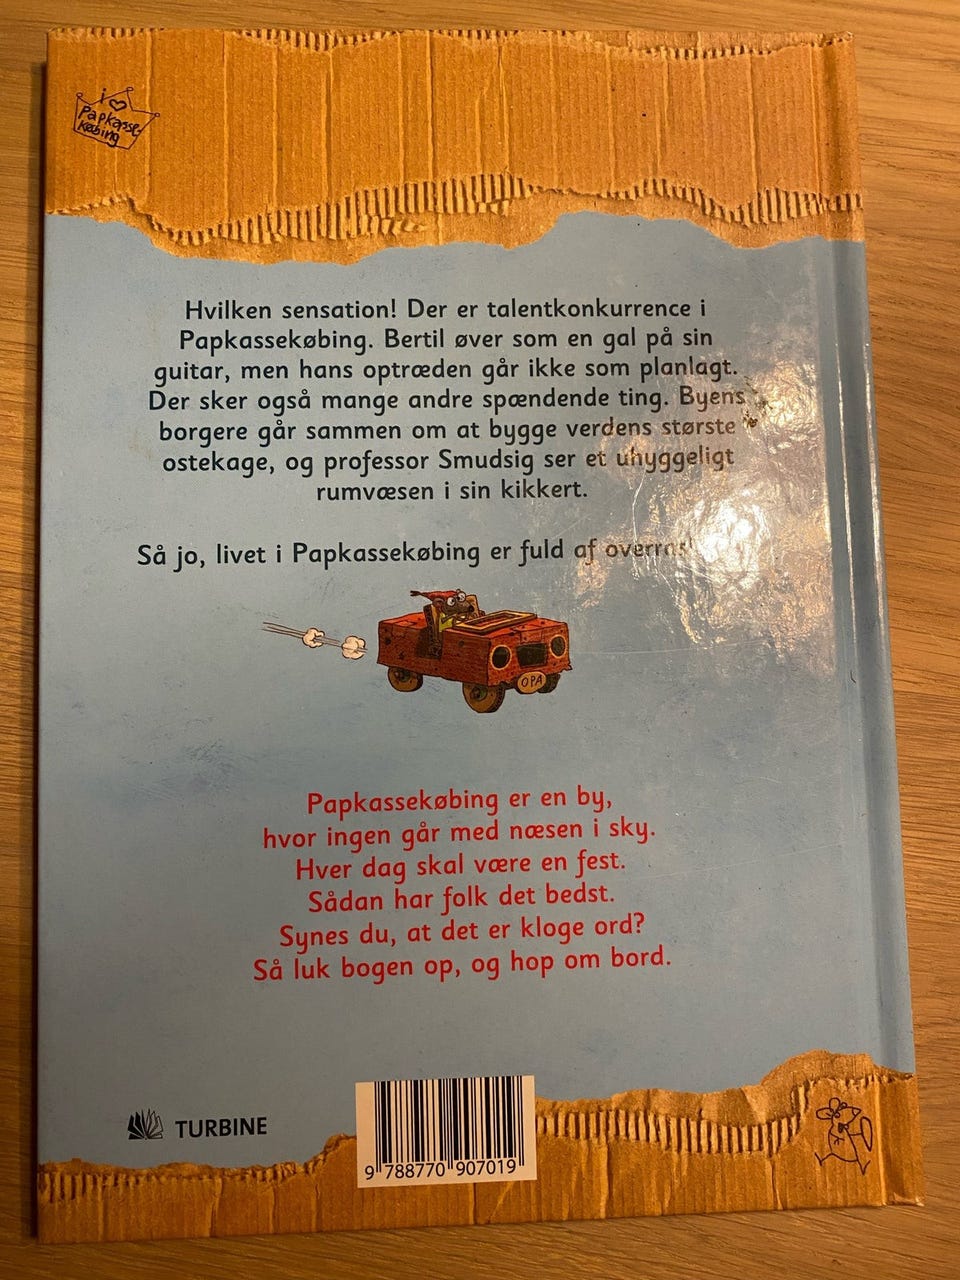 i ♡
Papkasse-
købing
Hvilken sensation! Der er talentkonkurrence i
Papkassekøbing. Bertil øver som en gal på sin
guitar, men hans optræden går ikke som planlagt.
Der sker også mange andre spændende ting. Byens
borgere går sammen om at bygge verdens største
ostekage, og professor Smudsig ser et uhyggeligt
rumvæsen i sin kikkert.
Så jo, livet i Papkassekøbing er fuld af
OPA
Papkassekøbing er en by,
hvor ingen går med næsen i sky.
Hver dag skal være en fest.
Sådan har folk det bedst.
Synes du, at det er kloge ord?
Så luk bogen op, og hop om bord.
TURBINE
9 788770 907019